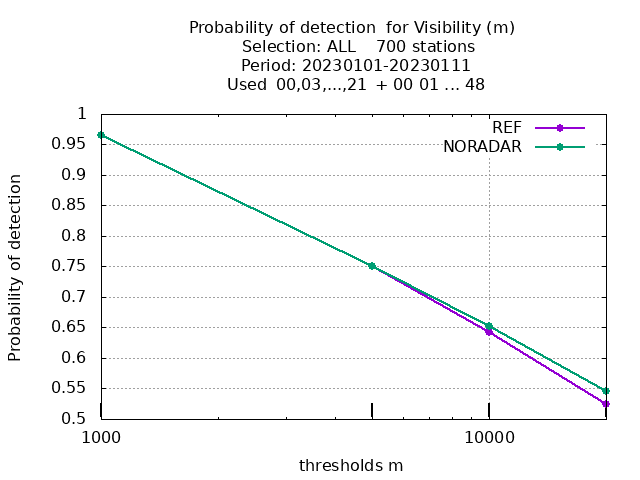 Probability of detection  for Visibility (m)
Selection: ALL    700 stations
Period: 20230101-20230111
Used  00,03,...,21  + 00 01 ... 48
REF
NORADAR
1
0.95
0.9
0.85
0.8
0.75
0.7
0.65
0.6
0.55
0.5
Probability of detection
1000
10000
thresholds m